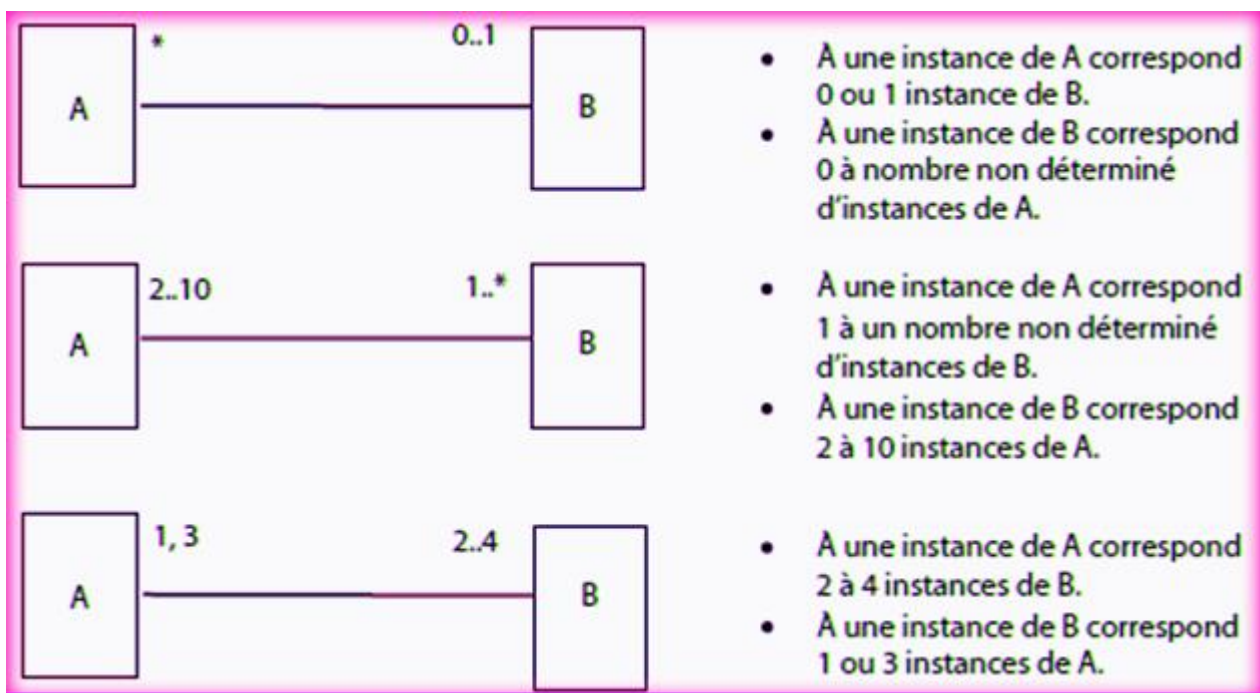 * 0..1
A B
• À une instance de A correspond
0 ou 1 instance de B.
• À une instance de B correspond
0 à nombre non déterminé
d'instances de A.
2..10 1..*
A B
• À une instance de A correspond
1 à un nombre non déterminé
d'instances de B.
• À une instance de B correspond
2 à 10 instances de A.
1, 3 2..4
A B
• À une instance de A correspond
2 à 4 instances de B.
• À une instance de B correspond
1 ou 3 instances de A.